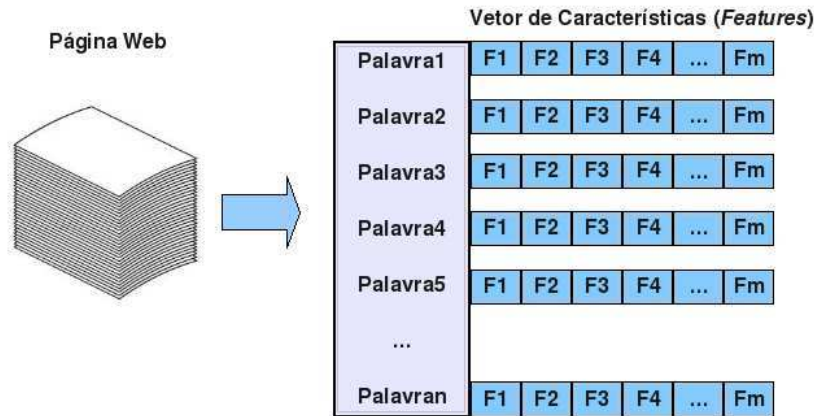 Vetor de Características (Features)
Página Web
Palavra1 F1 F2 F3 F4 ... Fm
Palavra2 F1 F2 F3 F4 ... Fm
Palavra3 F1 F2 F3 F4 ... Fm
Palavra4 F1 F2 F3 F4 ... Fm
Palavra5 F1 F2 F3 F4 ... Fm
...
Palavran F1 F2 F3 F4 ... Fm